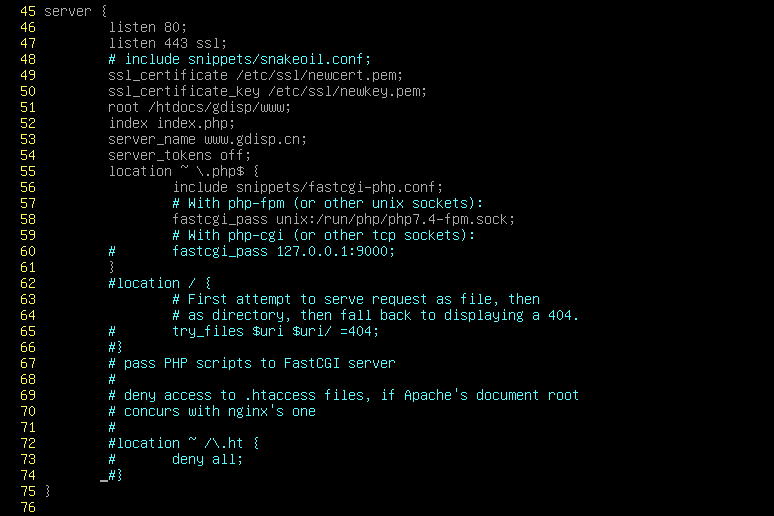 45 server {
46         listen 80;
47         listen 443 ssl;
48         # include snippets/snakeoil.conf;
49         ssl_certificate /etc/ssl/newcert.pem;
50         ssl_certificate_key /etc/ssl/newkey.pem;
51         root /htdocs/gdisp/www;
52         index index.php;
53         server_name www.gdisp.cn;
54         server_tokens off;
55         location ~ \.php$ {
56                 include snippets/fastcgi-php.conf;
57                 # With php-fpm (or other unix sockets):
58                 fastcgi_pass unix:/run/php/php7.4-fpm.sock;
59                 # With php-cgi (or other tcp sockets):
60         #       fastcgi_pass 127.0.0.1:9000;
61         }
62         #location / {
63                 # First attempt to serve request as file, then
64                 # as directory, then fall back to displaying a 404.
65         #       try_files $uri $uri/ =404;
66         #}
67         # pass PHP scripts to FastCGI server
68         #
69         # deny access to .htaccess files, if Apache's document root
70         # concurs with nginx's one
71         #
72         #location ~ /\.ht {
73         #       deny all;
74         #}
75 }
76